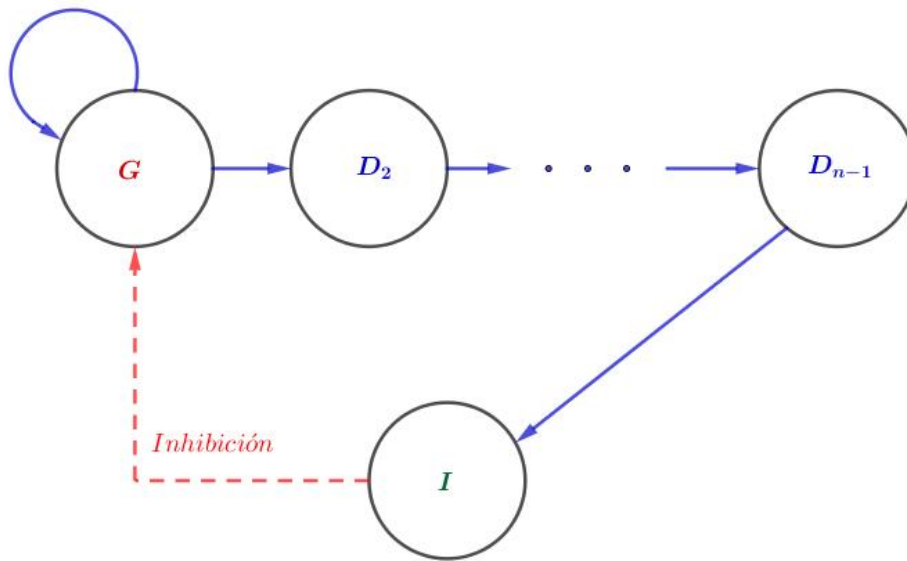 G
D₂
. . .
Dₙ₋₁
Inhibición
I